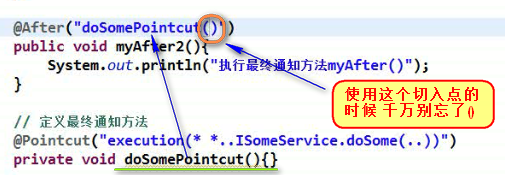 @After("doSomePointcut()")
public void myAfter2(){
System.out.println("执行最终通知方法myAfter()");
}
使用这个切入点的
时候 千万别忘了()
// 定义最终通知方法
@Pointcut("execution(* *..ISomeService.doSome(..))")
private void doSomePointcut(){}